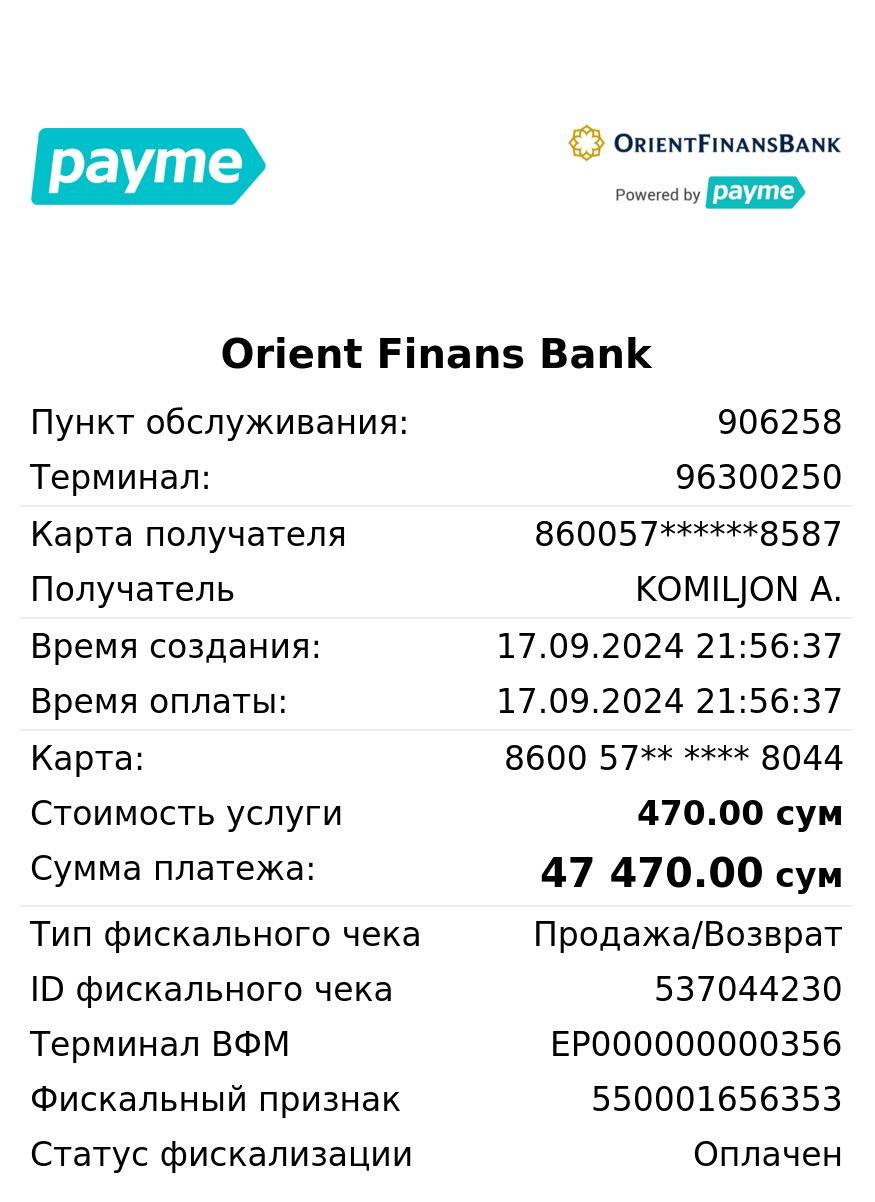 payme
OrientFinansBank
Powered by payme
Orient Finans Bank
Пункт обслуживания: 906258
Терминал: 96300250
Карта получателя 860057******8587
Получатель KOMILJON A.
Время создания: 17.09.2024 21:56:37
Время оплаты: 17.09.2024 21:56:37
Карта: 8600 57** **** 8044
Стоимость услуги 470.00 сум
Сумма платежа: 47 470.00 сум
Тип фискального чека Продажа/Возврат
ID фискального чека 537044230
Терминал ВФМ EP000000000356
Фискальный признак 550001656353
Статус фискализации Оплачен